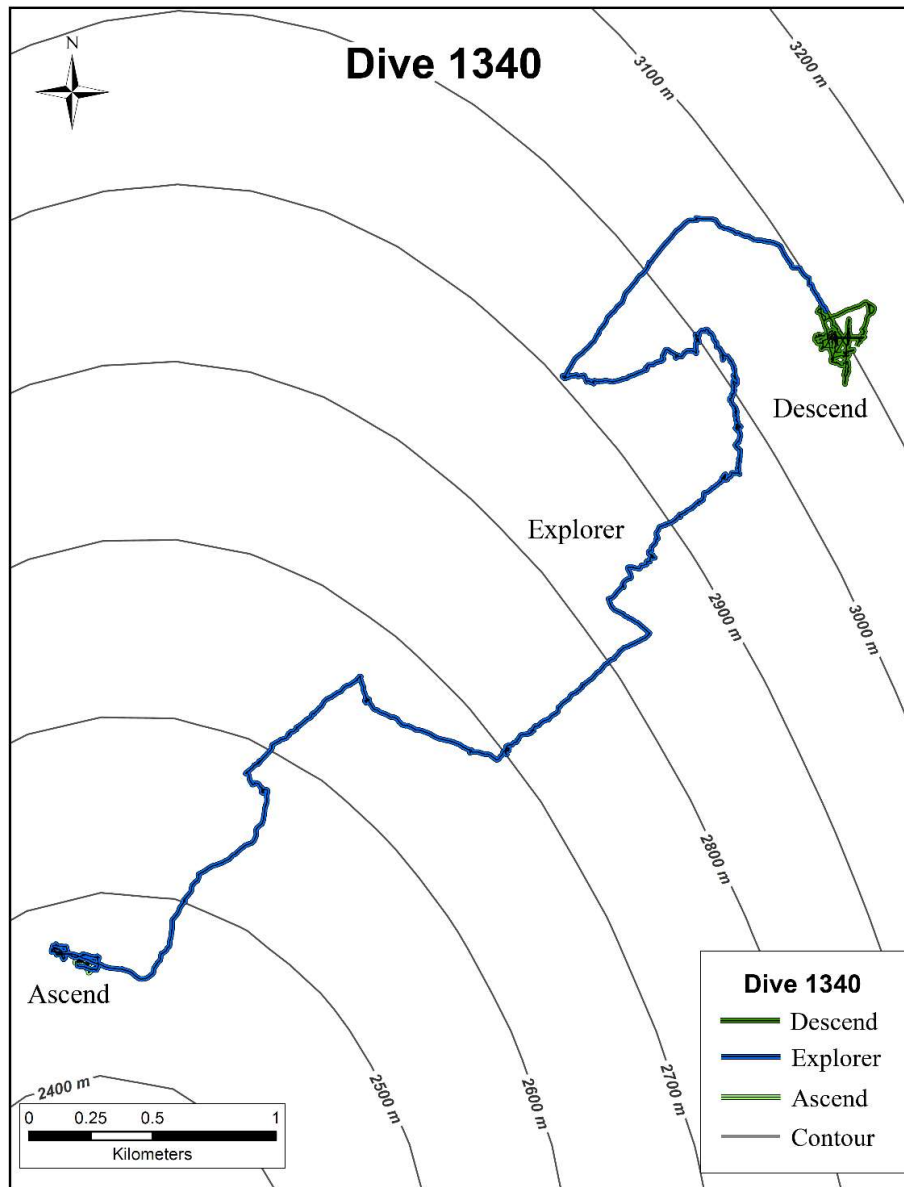 N
Dive 1340
3100 m
3200 m
Descend
Explorer
2900 m
3000 m
2800 m
Ascend
2400 m
2500 m
2600 m
2700 m
0 0.25 0.5 1
Kilometers
Dive 1340
Descend
Explorer
Ascend
Contour